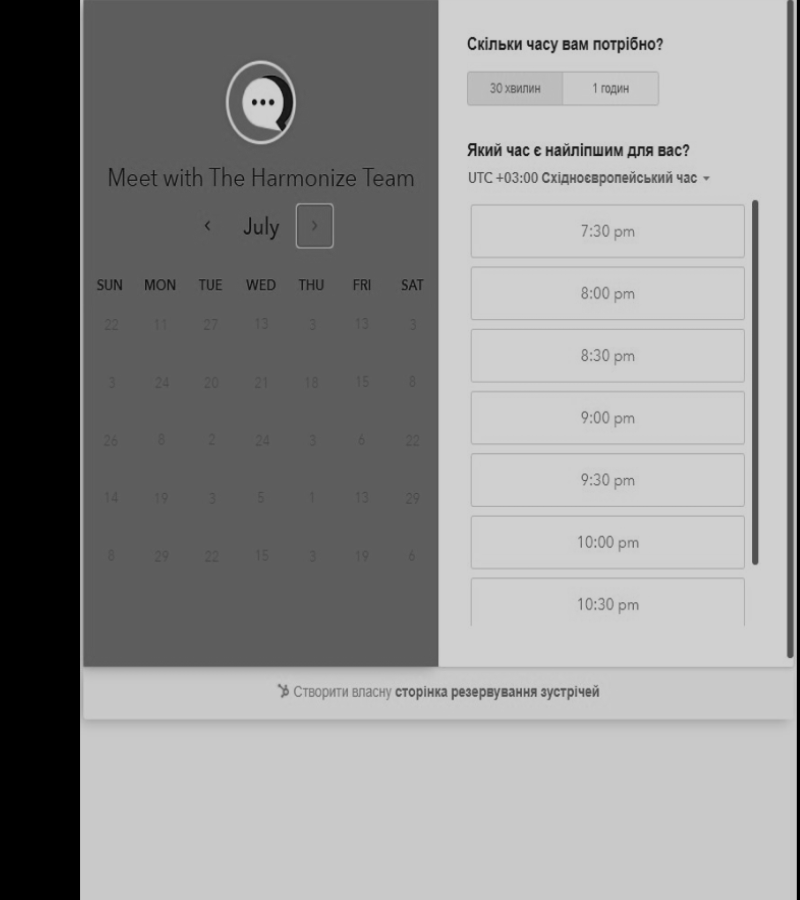 Meet with The Harmonize Team
July
SUN MON TUE WED THU FRI SAT
22 11 27 13 3 13 3
3 24 20 21 18 15 8
26 8 2 24 3 6 22
14 19 3 5 1 13 29
8 29 22 15 3 19 6
Скільки часу вам потрібно?
30 хвилин 1 годин
Який час є найліпшим для вас?
UTC +03:00 Східноєвропейський час
7:30 pm
8:00 pm
8:30 pm
9:00 pm
9:30 pm
10:00 pm
10:30 pm
Створити власну сторінка резервування зустрічей